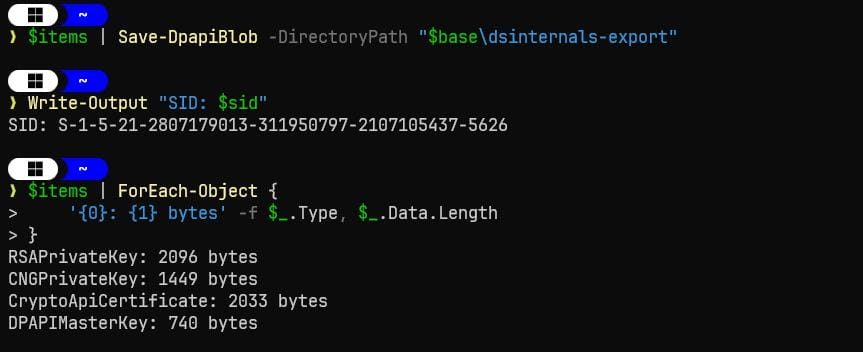 ~
❯ $items | Save-DpapiBlob -DirectoryPath "$base\dsinternals-export"
~
❯ Write-Output "SID: $sid"
SID: S-1-5-21-2807179013-311950797-2107105437-5626
~
❯ $items | ForEach-Object {
>     '{0}: {1} bytes' -f $_.Type, $_.Data.Length
> }
RSAPrivateKey: 2096 bytes
CNGPrivateKey: 1449 bytes
CryptoApiCertificate: 2033 bytes
DPAPIMasterKey: 740 bytes